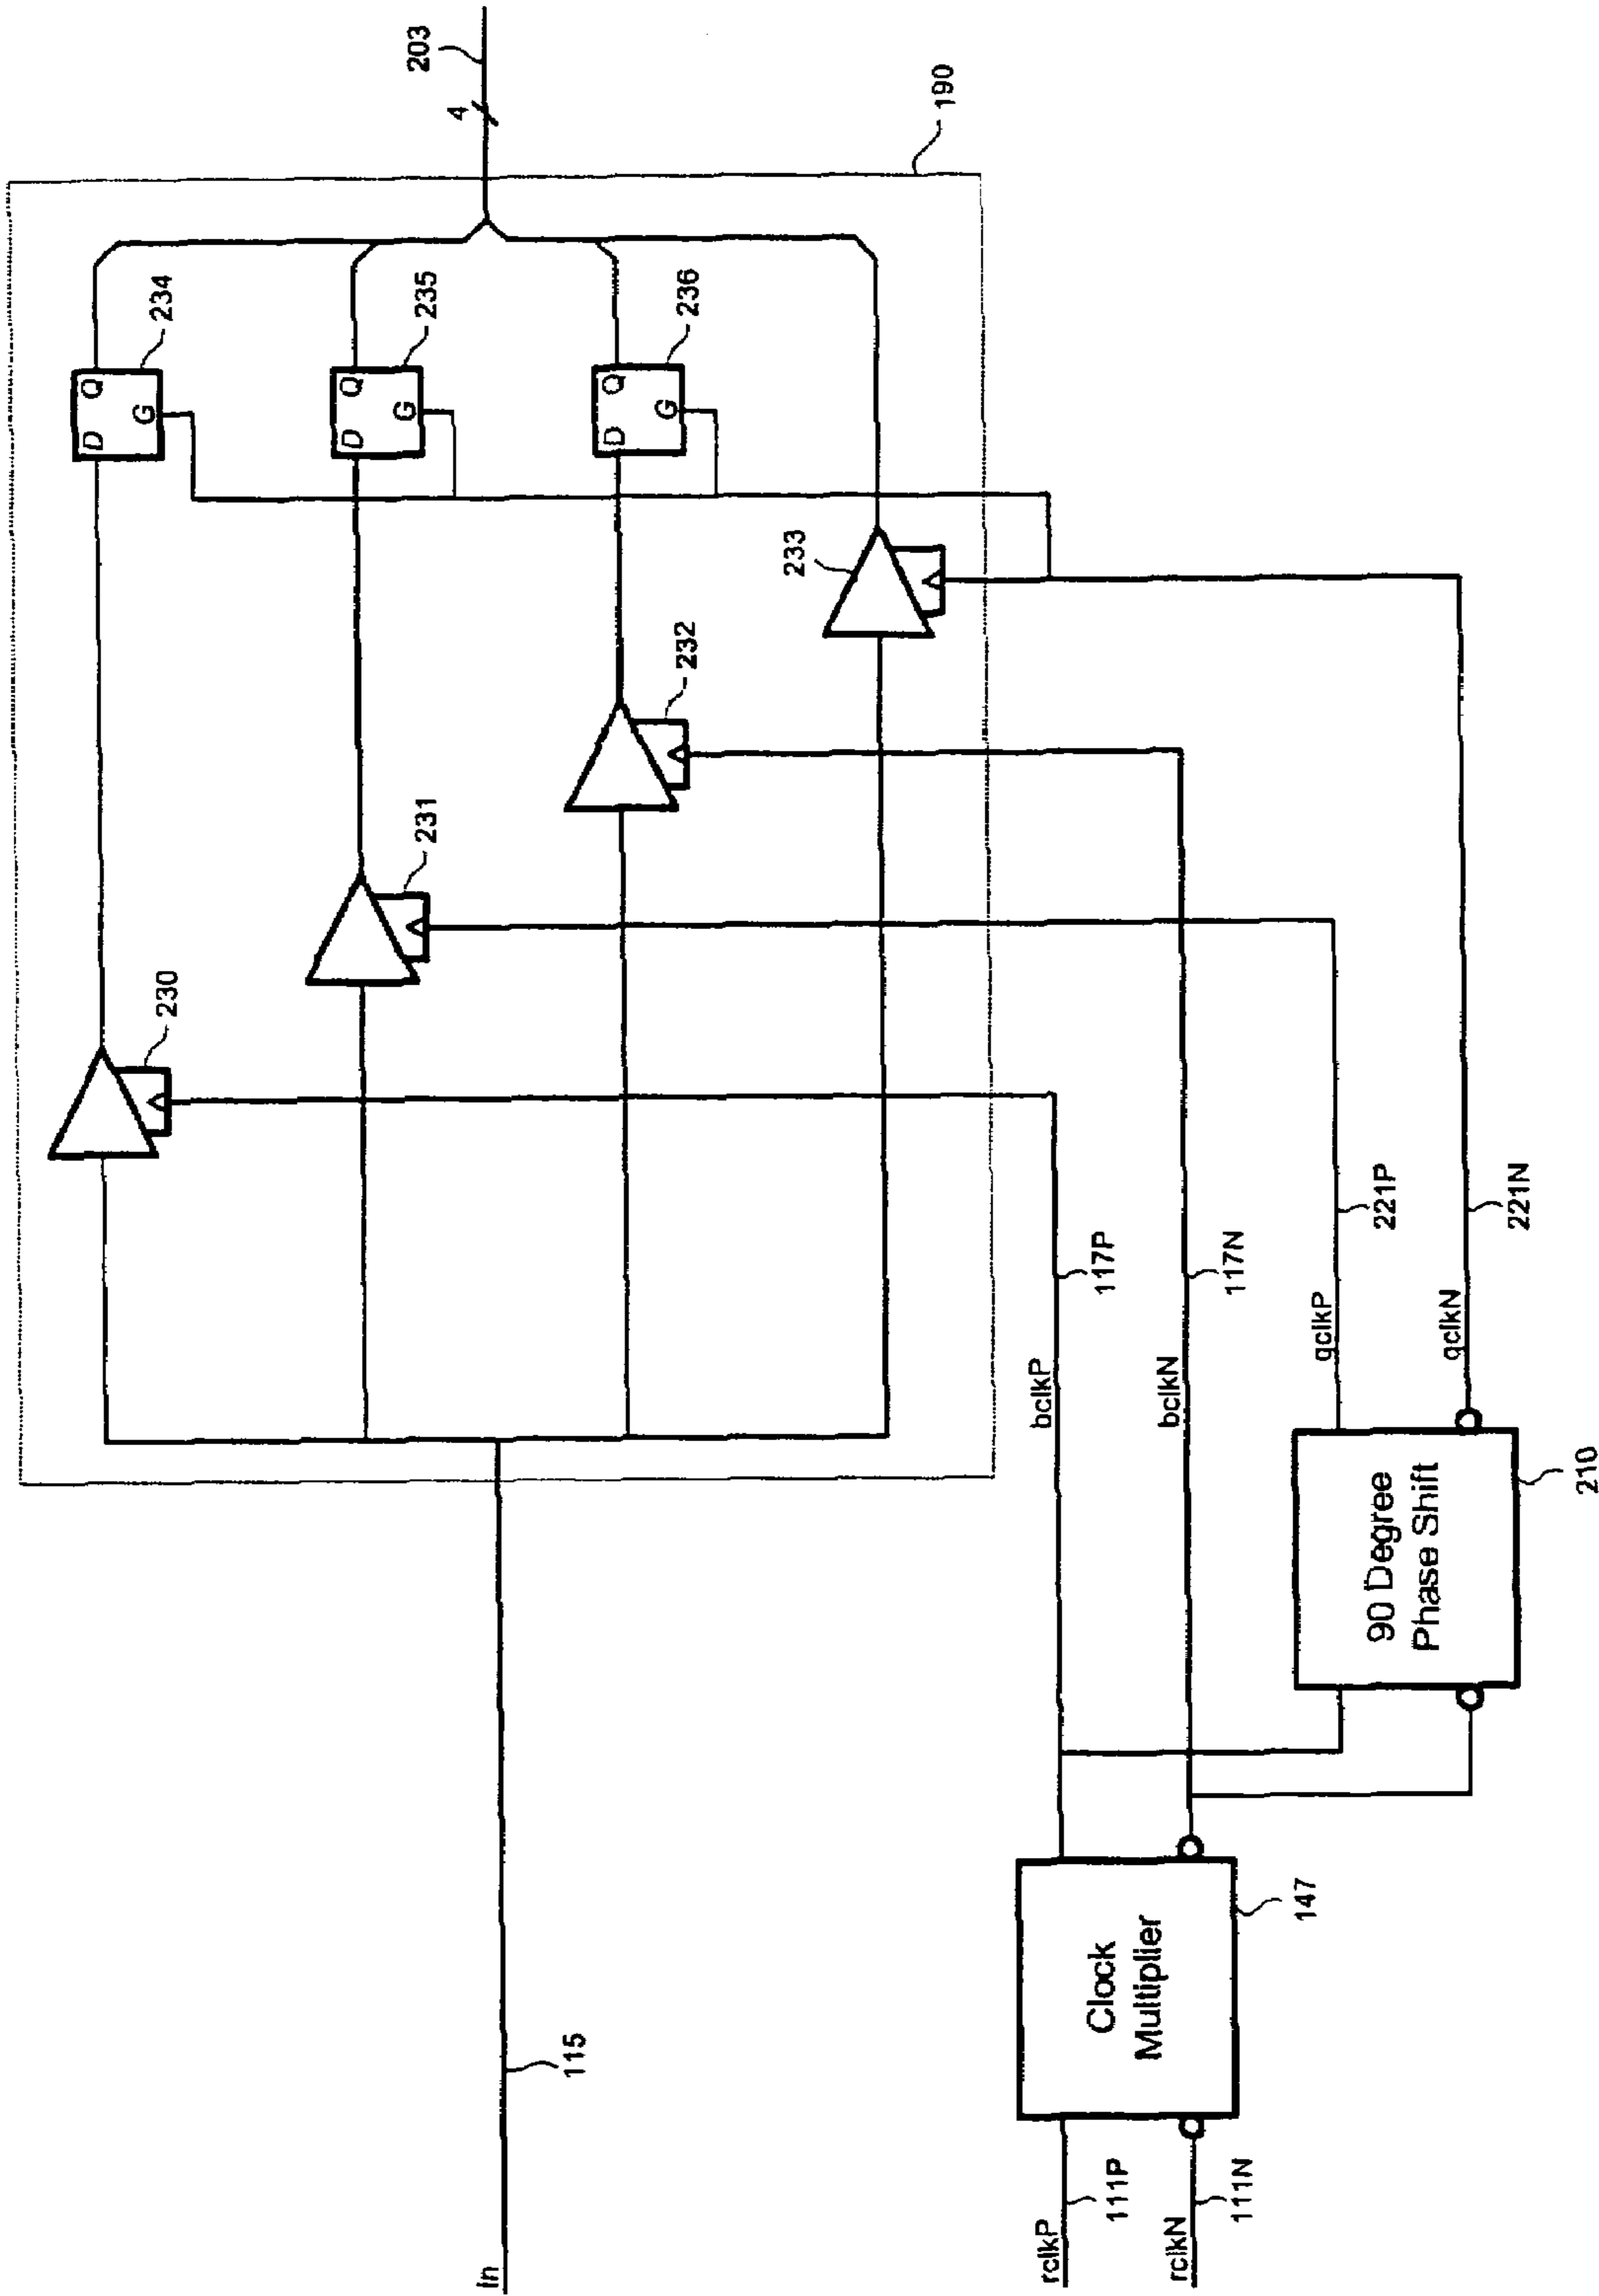 In
115
190
4
203
230
231
232
233
D
Q
G
234
D
Q
G
235
D
Q
G
236
rclkP
111P
rclkN
111N
Clock
Multiplier
147
bclkP
117P
bclkN
117N
90 Degree
Phase Shift
210
qclkP
221P
qclkN
221N